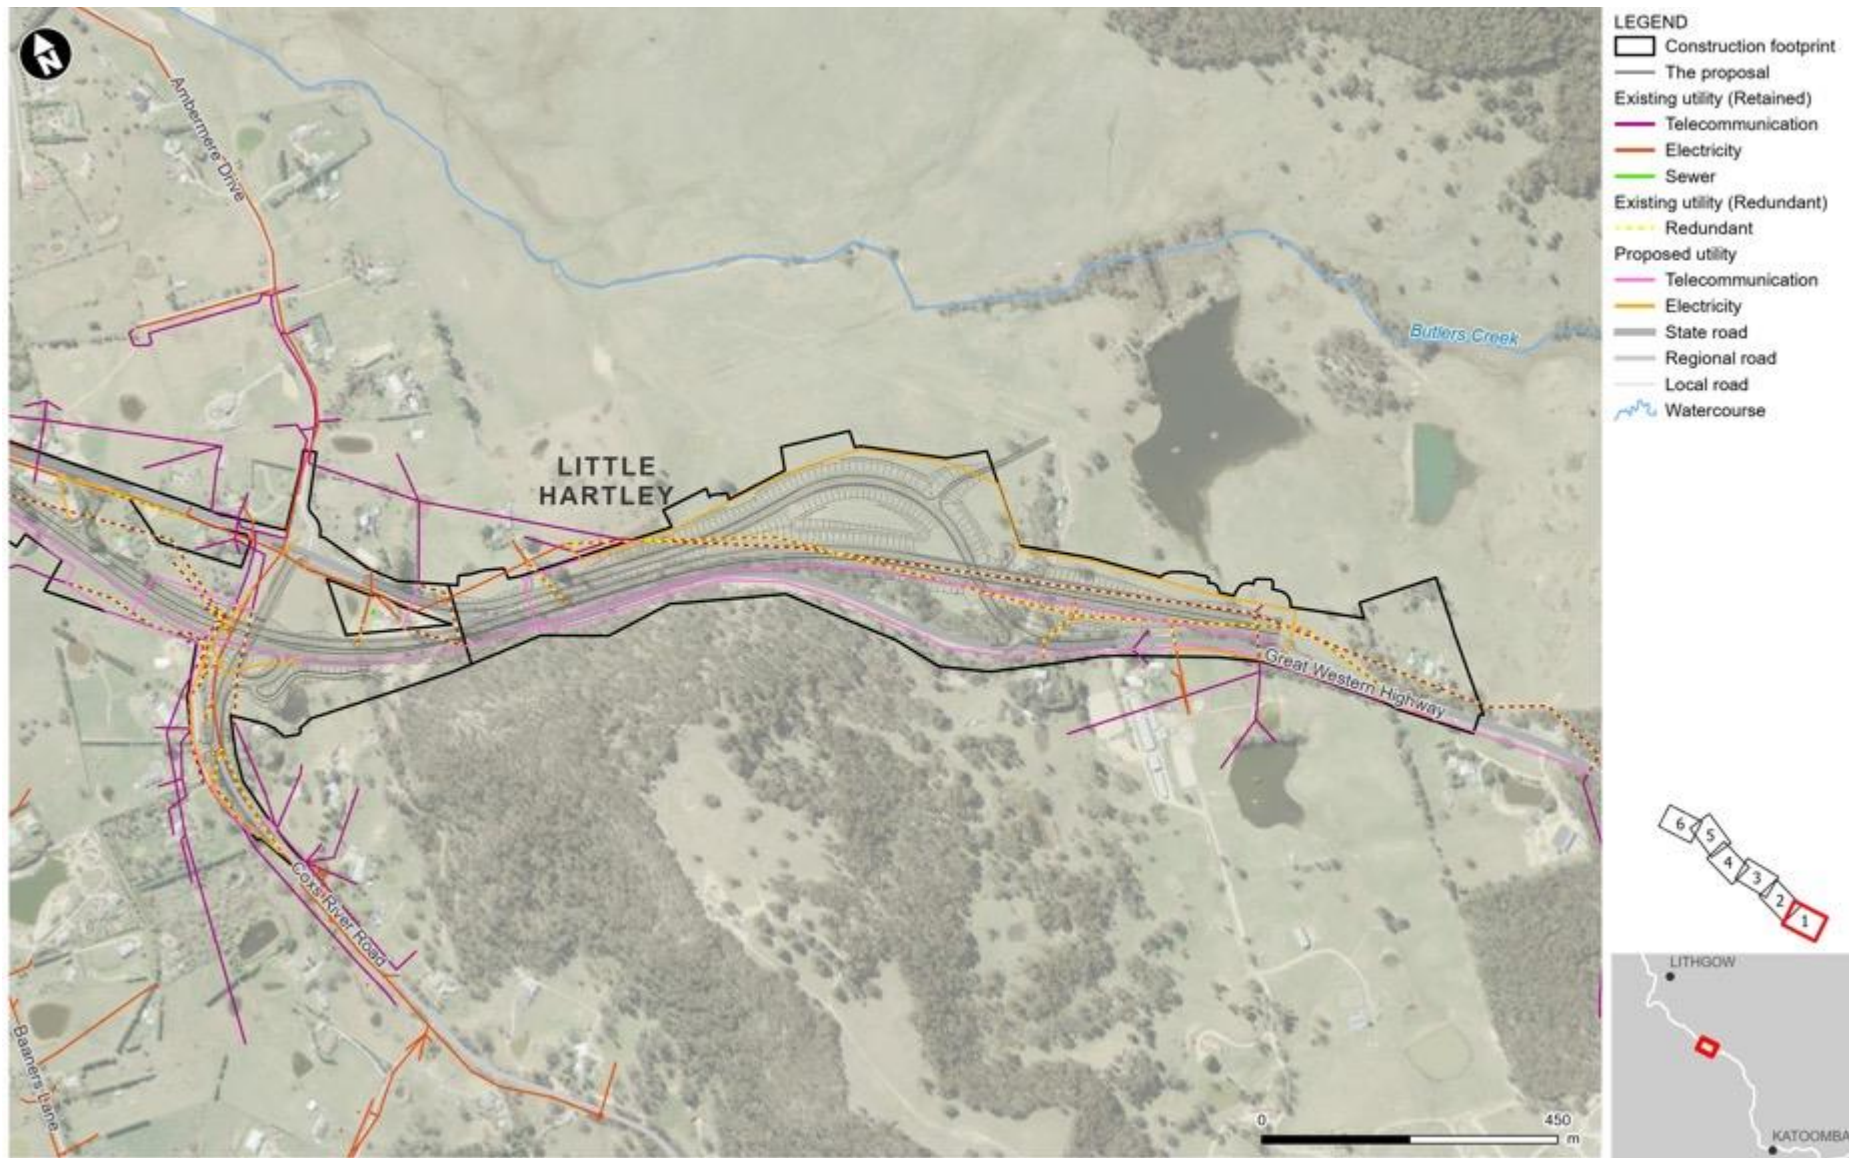 N
Ambermere Drive
LITTLE
HARTLEY
Butlers Creek
Great Western Highway
Coxs River Road
Baaners Lane
0
450
m
LEGEND
Construction footprint
The proposal
Existing utility (Retained)
Telecommunication
Electricity
Sewer
Existing utility (Redundant)
Redundant
Proposed utility
Telecommunication
Electricity
State road
Regional road
Local road
Watercourse
6
5
4
3
2
1
LITHGOW
KATOOMBA